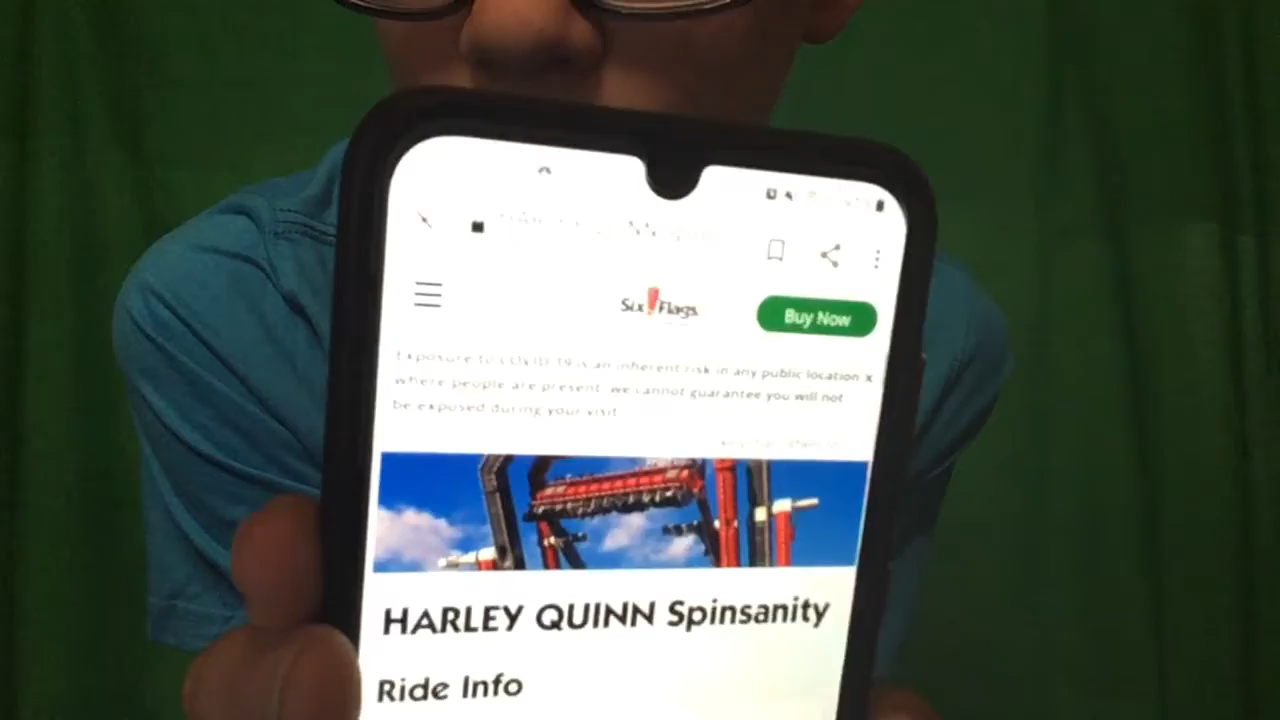 Six Flags
Buy Now
Exposure to COVID-19 is an inherent risk in any public location x
where people are present; we cannot guarantee you will not
be exposed during your visit
HARLEY QUINN Spinsanity
Ride Info